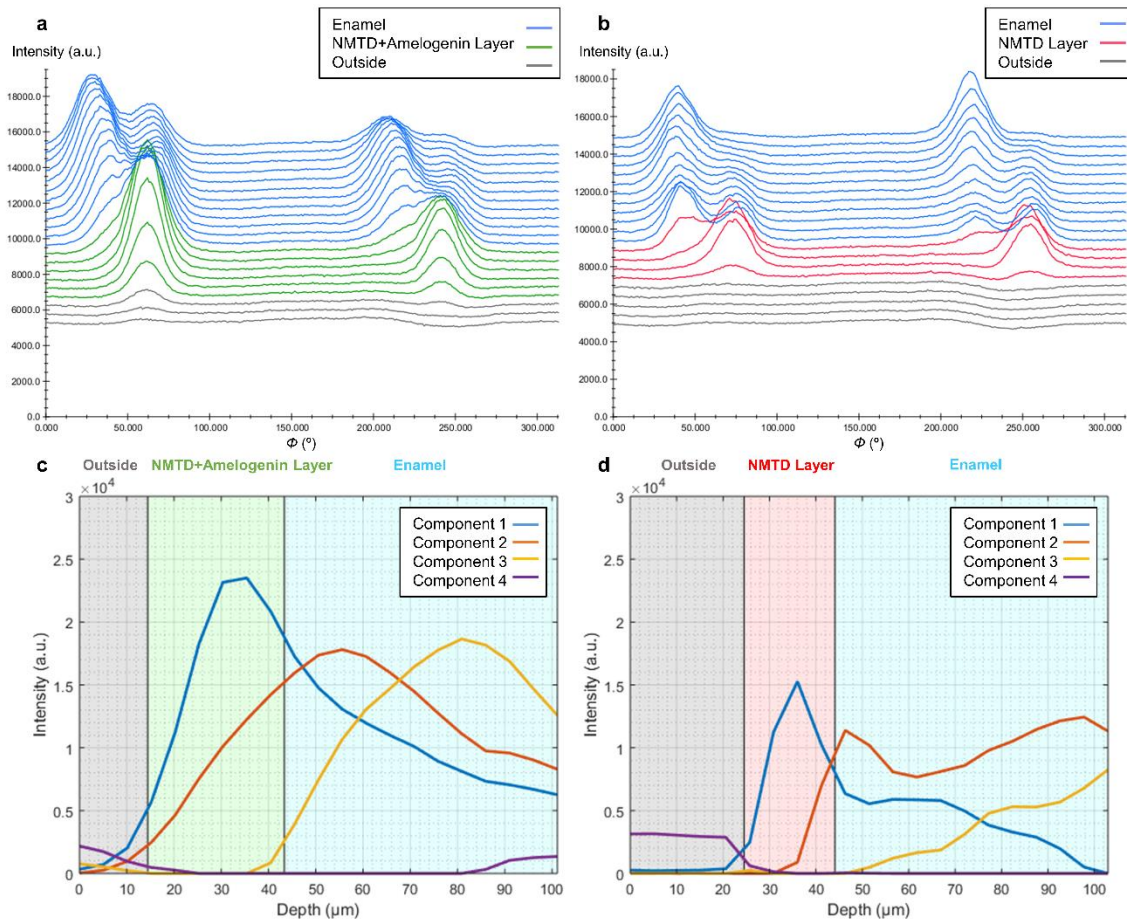 a
Enamel
NMTD+Amelogenin Layer
Outside
Intensity (a.u.)
18000.0
16000.0
14000.0
12000.0
10000.0
8000.0
6000.0
4000.0
2000.0
0.0
0.000 50.000 100.000 150.000 200.000 250.000 300.000
Φ (º)
b
Enamel
NMTD Layer
Outside
Intensity (a.u.)
18000.0
16000.0
14000.0
12000.0
10000.0
8000.0
6000.0
4000.0
2000.0
0.0
0.000 50.000 100.000 150.000 200.000 250.000 300.000
Φ (º)
c
Outside NMTD+Amelogenin Layer Enamel
×10⁴
Component 1
Component 2
Component 3
Component 4
Intensity (a.u.)
3
2.5
2
1.5
1
0.5
0
0 10 20 30 40 50 60 70 80 90 100
Depth (µm)
d
Outside NMTD Layer Enamel
×10⁴
Component 1
Component 2
Component 3
Component 4
Intensity (a.u.)
3
2.5
2
1.5
1
0.5
0
0 10 20 30 40 50 60 70 80 90 100
Depth (µm)